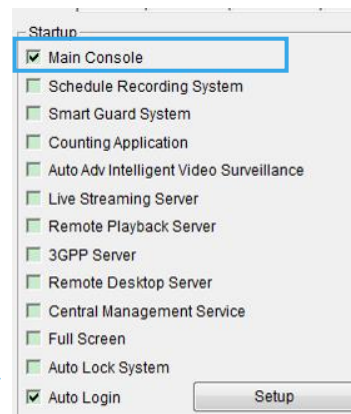 Startup
Main Console
Schedule Recording System
Smart Guard System
Counting Application
Auto Adv Intelligent Video Surveillance
Live Streaming Server
Remote Playback Server
3GPP Server
Remote Desktop Server
Central Management Service
Full Screen
Auto Lock System
Auto Login Setup